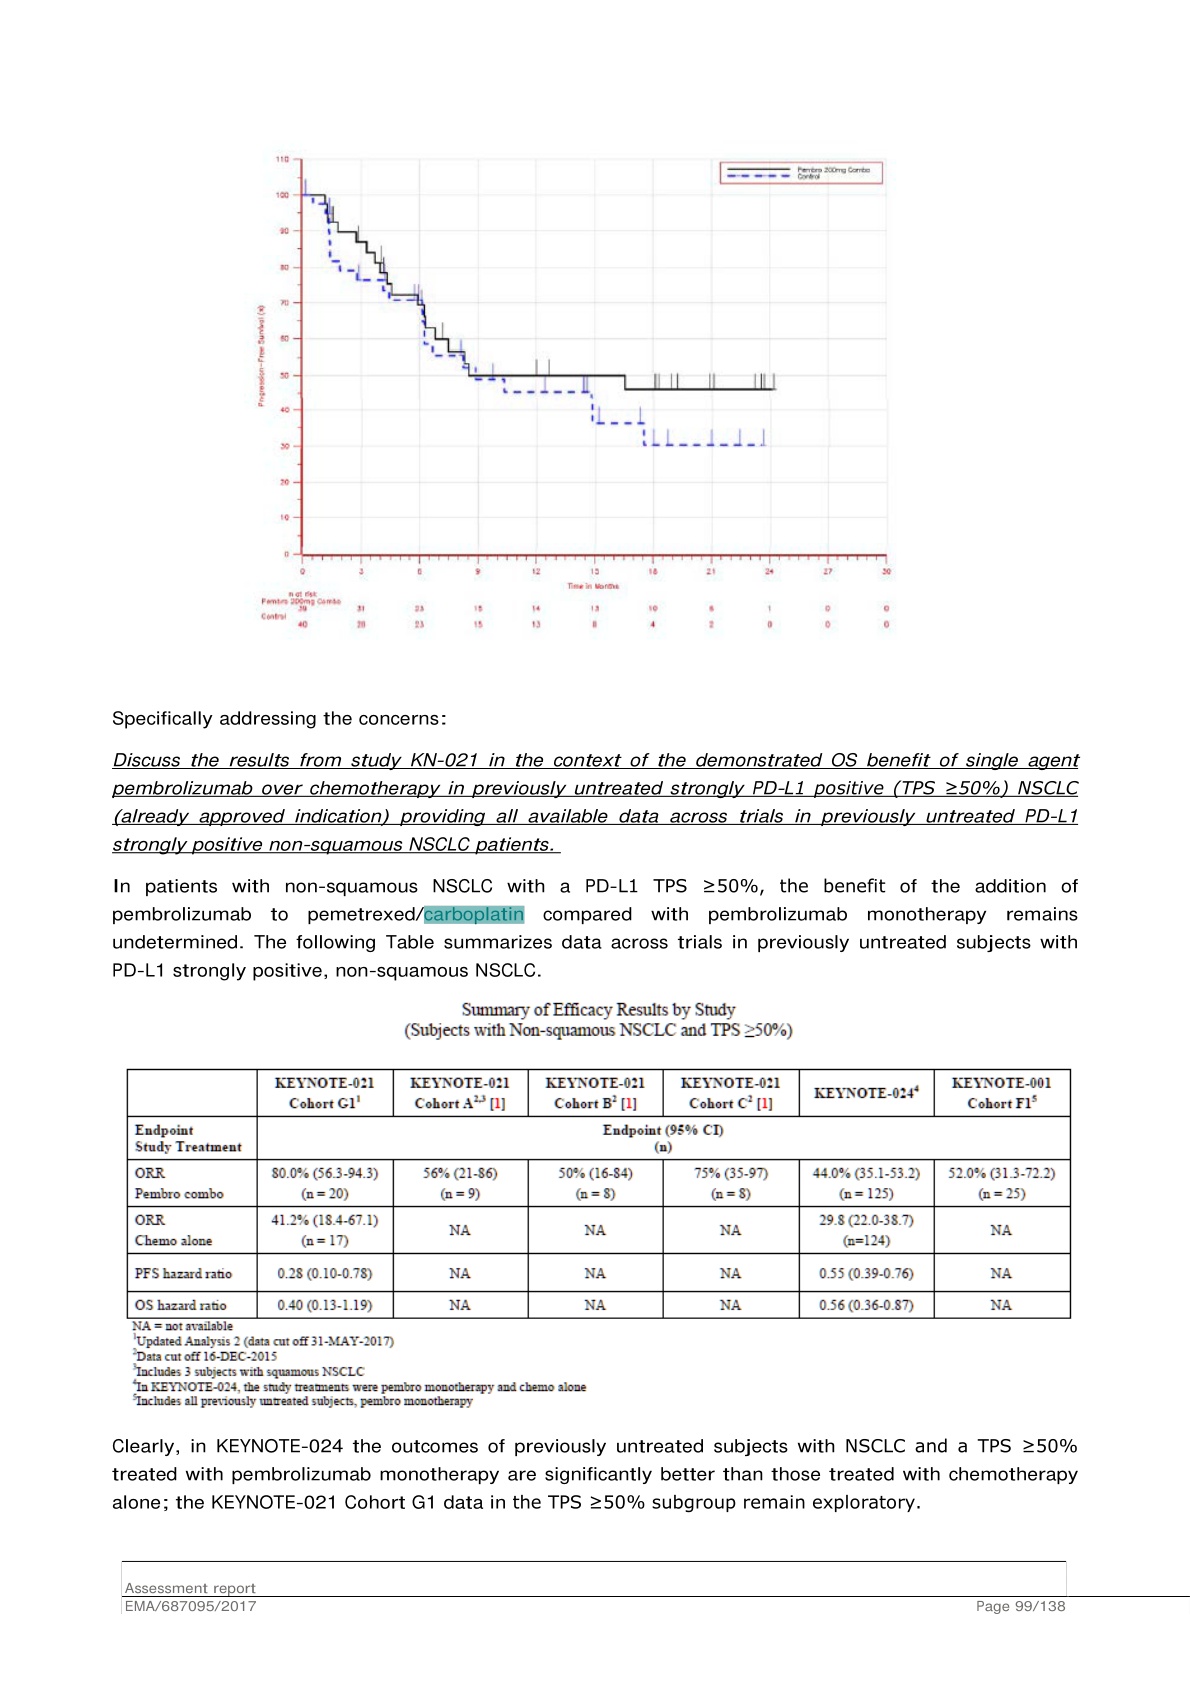 110
100
90
80
70
60
50
40
30
20
10
0
Progression-Free Survival (%)
Pembro 200mg Combo
Control
0 3 6 9 12 15 18 21 24 27 30
Time in Months
n at risk
Pembro 200mg Combo
39 31 23 15 14 13 10 6 1 0 0
Control
40 28 23 15 13 8 4 2 0 0 0
Specifically addressing the concerns:
Discuss the results from study KN-021 in the context of the demonstrated OS benefit of single agent
pembrolizumab over chemotherapy in previously untreated strongly PD-L1 positive (TPS ≥50%) NSCLC
(already approved indication) providing all available data across trials in previously untreated PD-L1
strongly positive non-squamous NSCLC patients.
In patients with non-squamous NSCLC with a PD-L1 TPS ≥50%, the benefit of the addition of
pembrolizumab to pemetrexed/carboplatin compared with pembrolizumab monotherapy remains
undetermined. The following Table summarizes data across trials in previously untreated subjects with
PD-L1 strongly positive, non-squamous NSCLC.
Summary of Efficacy Results by Study
(Subjects with Non-squamous NSCLC and TPS ≥50%)
KEYNOTE-021 Cohort G1¹ KEYNOTE-021 Cohort A²,³ [1] KEYNOTE-021 Cohort B² [1] KEYNOTE-021 Cohort C² [1] KEYNOTE-024⁴ KEYNOTE-001 Cohort F1⁵
Endpoint Study Treatment Endpoint (95% CI) (n)
ORR Pembro combo 80.0% (56.3-94.3) (n = 20) 56% (21-86) (n = 9) 50% (16-84) (n = 8) 75% (35-97) (n = 8) 44.0% (35.1-53.2) (n = 125) 52.0% (31.3-72.2) (n = 25)
ORR Chemo alone 41.2% (18.4-67.1) (n = 17) NA NA NA 29.8 (22.0-38.7) (n=124) NA
PFS hazard ratio 0.28 (0.10-0.78) NA NA NA 0.55 (0.39-0.76) NA
OS hazard ratio 0.40 (0.13-1.19) NA NA NA 0.56 (0.36-0.87) NA
NA = not available
¹Updated Analysis 2 (data cut off 31-MAY-2017)
²Data cut off 16-DEC-2015
³Includes 3 subjects with squamous NSCLC
⁴In KEYNOTE-024, the study treatments were pembro monotherapy and chemo alone
⁵Includes all previously untreated subjects, pembro monotherapy
Clearly, in KEYNOTE-024 the outcomes of previously untreated subjects with NSCLC and a TPS ≥50%
treated with pembrolizumab monotherapy are significantly better than those treated with chemotherapy
alone; the KEYNOTE-021 Cohort G1 data in the TPS ≥50% subgroup remain exploratory.
Assessment report
EMA/687095/2017 Page 99/138